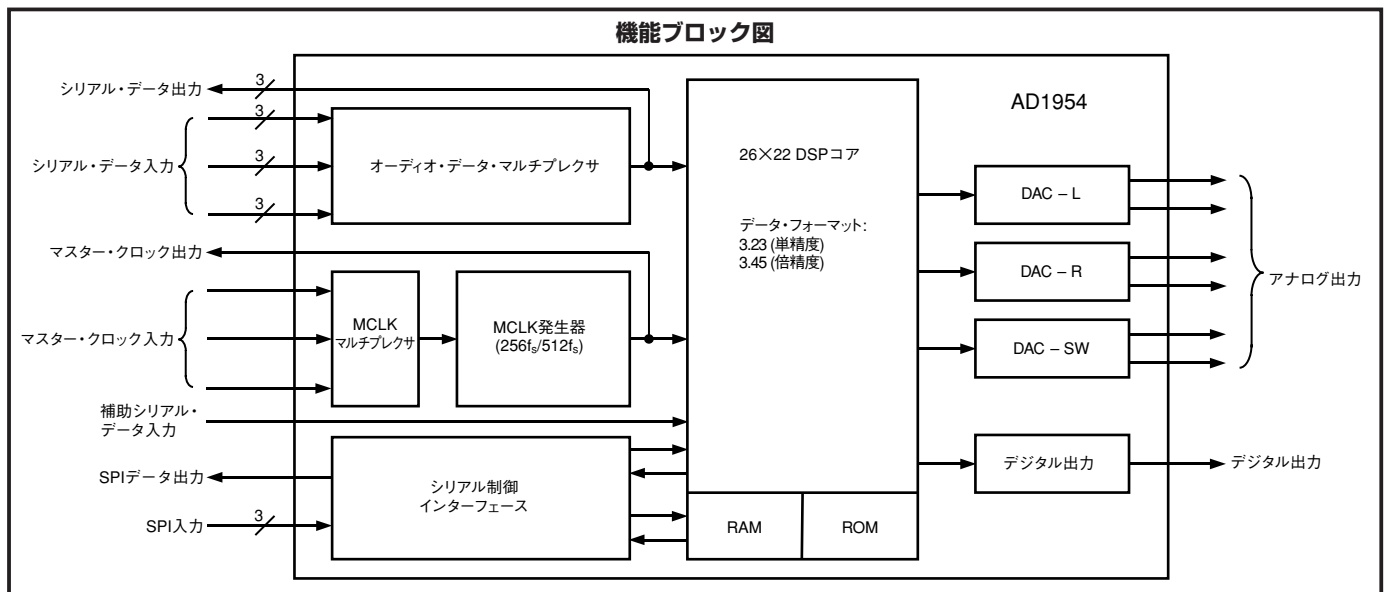 機能ブロック図
シリアル・データ出力
3
3
シリアル・データ入力
3
3
オーディオ・データ・マルチプレクサ
マスター・クロック出力
マスター・クロック入力
MCLK
マルチプレクサ
MCLK発生器
(256fs/512fs)
補助シリアル・
データ入力
SPIデータ出力
SPI入力
3
シリアル制御
インターフェース
26×22 DSPコア
データ・フォーマット:
3.23 (単精度)
3.45 (倍精度)
RAM
ROM
AD1954
DAC – L
DAC – R
DAC – SW
アナログ出力
デジタル出力
デジタル出力